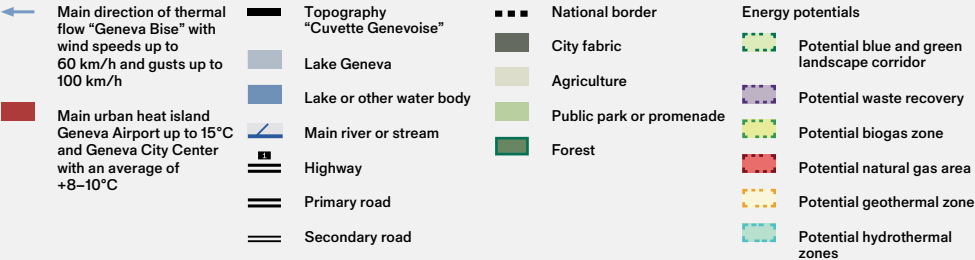 Main direction of thermal
flow “Geneva Bise” with
wind speeds up to
60 km/h and gusts up to
100 km/h
Main urban heat island
Geneva Airport up to 15°C
and Geneva City Center
with an average of
+8–10°C
Topography
“Cuvette Genevoise”
Lake Geneva
Lake or other water body
Main river or stream
1
Highway
Primary road
Secondary road
National border
City fabric
Agriculture
Public park or promenade
Forest
Energy potentials
Potential blue and green
landscape corridor
Potential waste recovery
Potential biogas zone
Potential natural gas area
Potential geothermal zone
Potential hydrothermal
zones